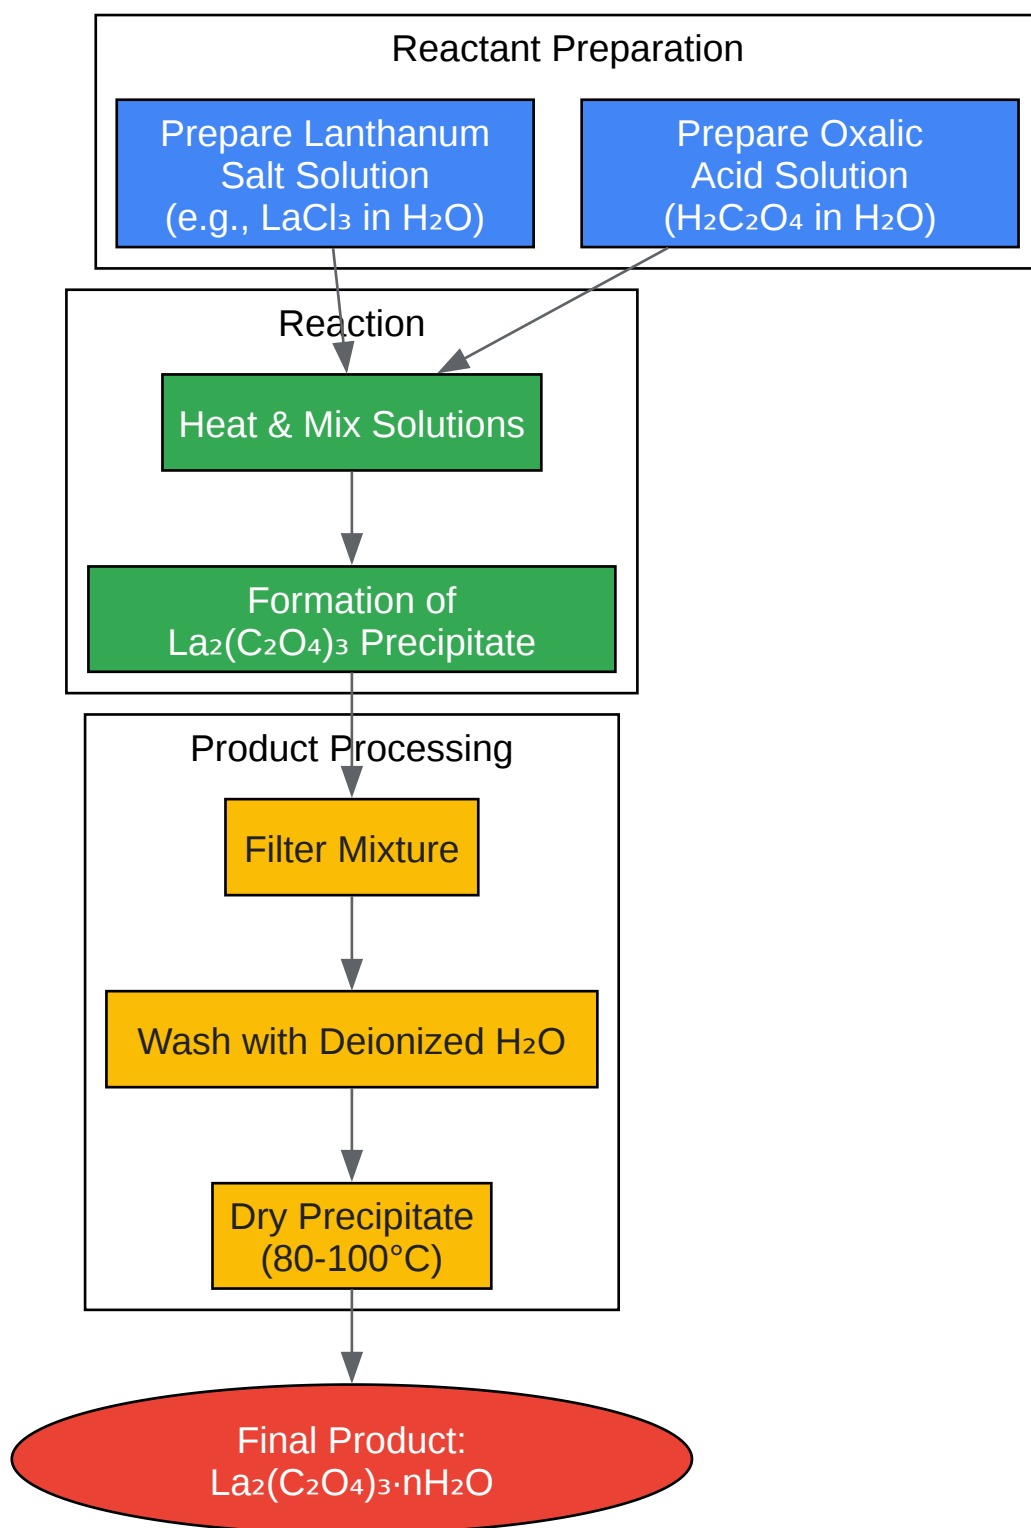 Reactant Preparation
Prepare Lanthanum
Salt Solution
(e.g., LaCl₃ in H₂O)
Prepare Oxalic
Acid Solution
(H₂C₂O₄ in H₂O)
Reaction
Heat & Mix Solutions
Formation of
La₂(C₂O₄)₃ Precipitate
Product Processing
Filter Mixture
Wash with Deionized H₂O
Dry Precipitate
(80-100°C)
Final Product:
La₂(C₂O₄)₃·nH₂O